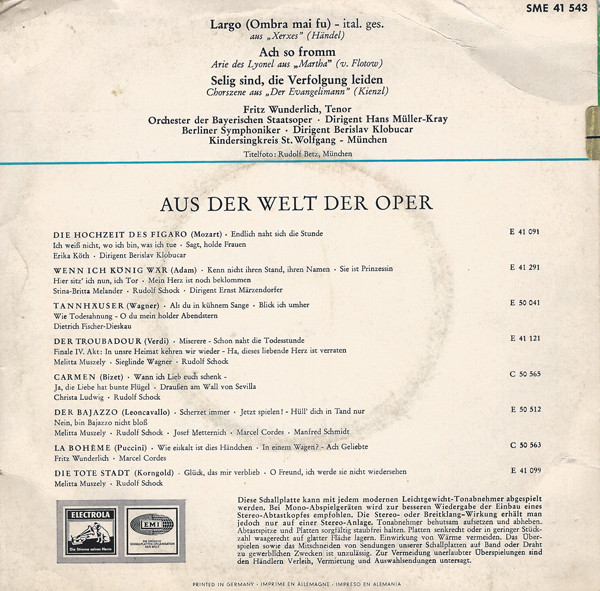 SME 41 543
Largo (Ombra mai fu) - ital. ges.
aus „Xerxes" (Händel)
Ach so fromm
Arie des Lyonel aus „Martha" (v. Flotow)
Selig sind, die Verfolgung leiden
Chorszene aus „Der Evangelimann" (Kienzl)
Fritz Wunderlich, Tenor
Orchester der Bayerischen Staatsoper · Dirigent Hans Müller-Kray
Berliner Symphoniker · Dirigent Berislav Klobucar
Kindersingkreis St. Wolfgang - München
Titelfoto: Rudolf Betz, München
AUS DER WELT DER OPER
DIE HOCHZEIT DES FIGARO (Mozart) · Endlich naht sich die Stunde E 41 091
Ich weiß nicht, wo ich bin, was ich tue · Sagt, holde Frauen
Erika Köth · Dirigent Berislav Klobucar
WENN ICH KÖNIG WÄR (Adam) · Kenn nicht ihren Stand, ihren Namen · Sie ist Prinzessin E 41 291
Hier sitz' ich nun, ich Tor · Mein Herz ist noch beklommen
Stina-Britta Melander · Rudolf Schock · Dirigent Ernst Märzendorfer
TANNHÄUSER (Wagner) · Als du in kühnem Sange · Blick ich umher E 50 041
Wie Todesahnung - O du mein holder Abendstern
Dietrich Fischer-Dieskau
DER TROUBADOUR (Verdi) · Miserere - Schon naht die Todesstunde E 41 121
Finale IV. Akt: In unsre Heimat kehren wir wieder - Ha, dieses liebende Herz ist verraten
Melitta Muszely · Sieglinde Wagner · Rudolf Schock
CARMEN (Bizet) · Wann ich Lieb euch schenk - C 50 565
Ja, die Liebe hat bunte Flügel · Draußen am Wall von Sevilla
Christa Ludwig · Rudolf Schock
DER BAJAZZO (Leoncavallo) · Scherzet immer · Jetzt spielen! - Hüll' dich in Tand nur E 50 512
Nein, bin Bajazzo nicht bloß
Melitta Muszely · Rudolf Schock · Josef Metternich · Marcel Cordes · Manfred Schmidt
LA BOHÈME (Puccini) · Wie eikalt ist dies Händchen · In einem Wagen? - Ach Geliebte C 50 563
Fritz Wunderlich · Marcel Cordes
DIE TOTE STADT (Korngold) · Glück, das mir verblieb · O Freund, ich werde sie nicht wiedersehen E 41 099
Melitta Muszely · Rudolf Schock
ELECTROLA
EMI
Diese Schallplatte kann mit jedem modernen Leichtgewicht-Tonabnehmer abgespielt
werden. Bei Mono-Abspielgeräten wird zur besseren Wiedergabe der Einbau eines
Stereo-Abtastkopfes empfohlen. Die Stereo- oder Breitklang-Wirkung erhält man
jedoch nur auf einer Stereo-Anlage. Tonabnehmer behutsam aufsetzen und abheben.
Abtastspitze und Platten sorgfältig staubfrei halten. Platten senkrecht oder in geringer Stück-
zahl waagerecht auf glatter Fläche lagern. Einwirkung von Wärme vermeiden. Das Über-
spielen sowie das Mitschneiden von Sendungen unserer Schallplatten auf Band oder Draht
zu gewerblichen Zwecken ist unzulässig. Zur Vermeidung unerlaubter Überspielungen sind
den Händlern Verleih, Vermietung und Auswahlsendungen untersagt.
Die Stimme seines Herrn
PRINTED IN GERMANY - IMPRIMÉ EN ALLEMAGNE - IMPRESO EN ALEMANIA